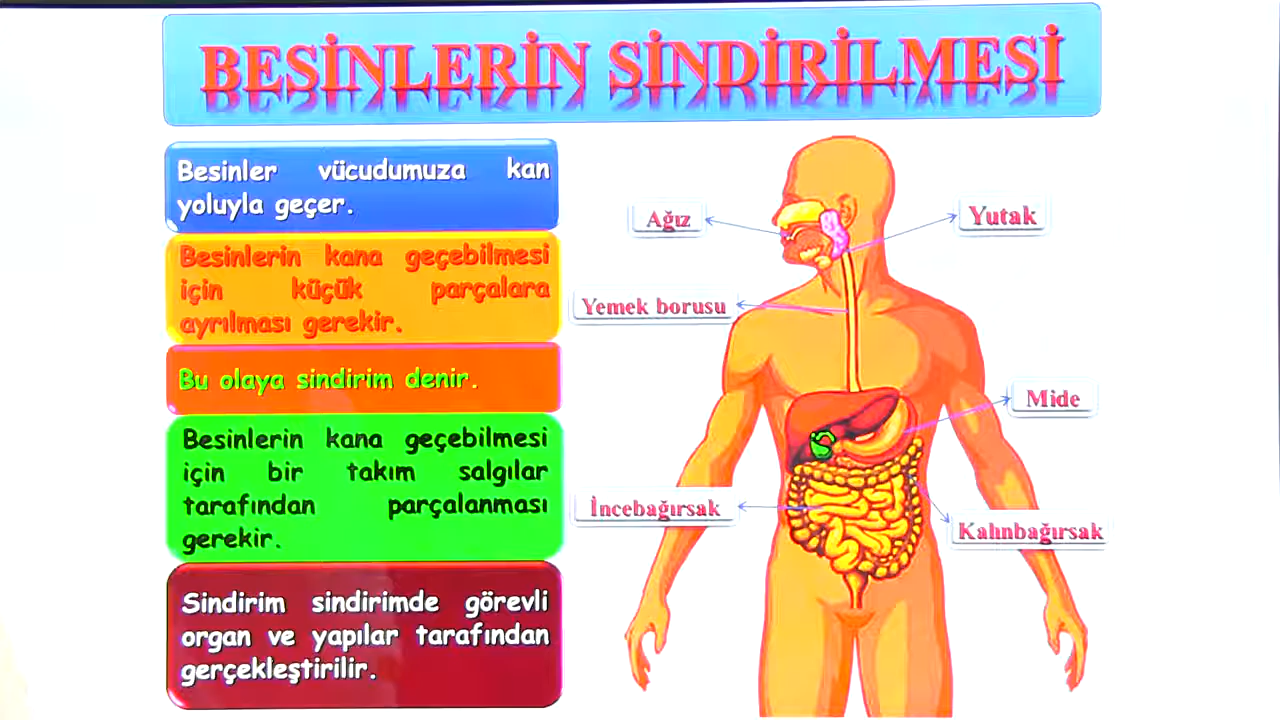 BESİNLERİN SİNDİRİLMESİ
Besinler vücudumuza kan
yoluyla geçer.
Besinlerin kana geçebilmesi
için küçük parçalara
ayrılması gerekir.
Bu olaya sindirim denir.
Besinlerin kana geçebilmesi
için bir takım salgılar
tarafından parçalanması
gerekir.
Sindirim sindirimde görevli
organ ve yapılar tarafından
gerçekleştirilir.
Ağız
Yutak
Yemek borusu
Mide
İncebağırsak
Kalınbağırsak